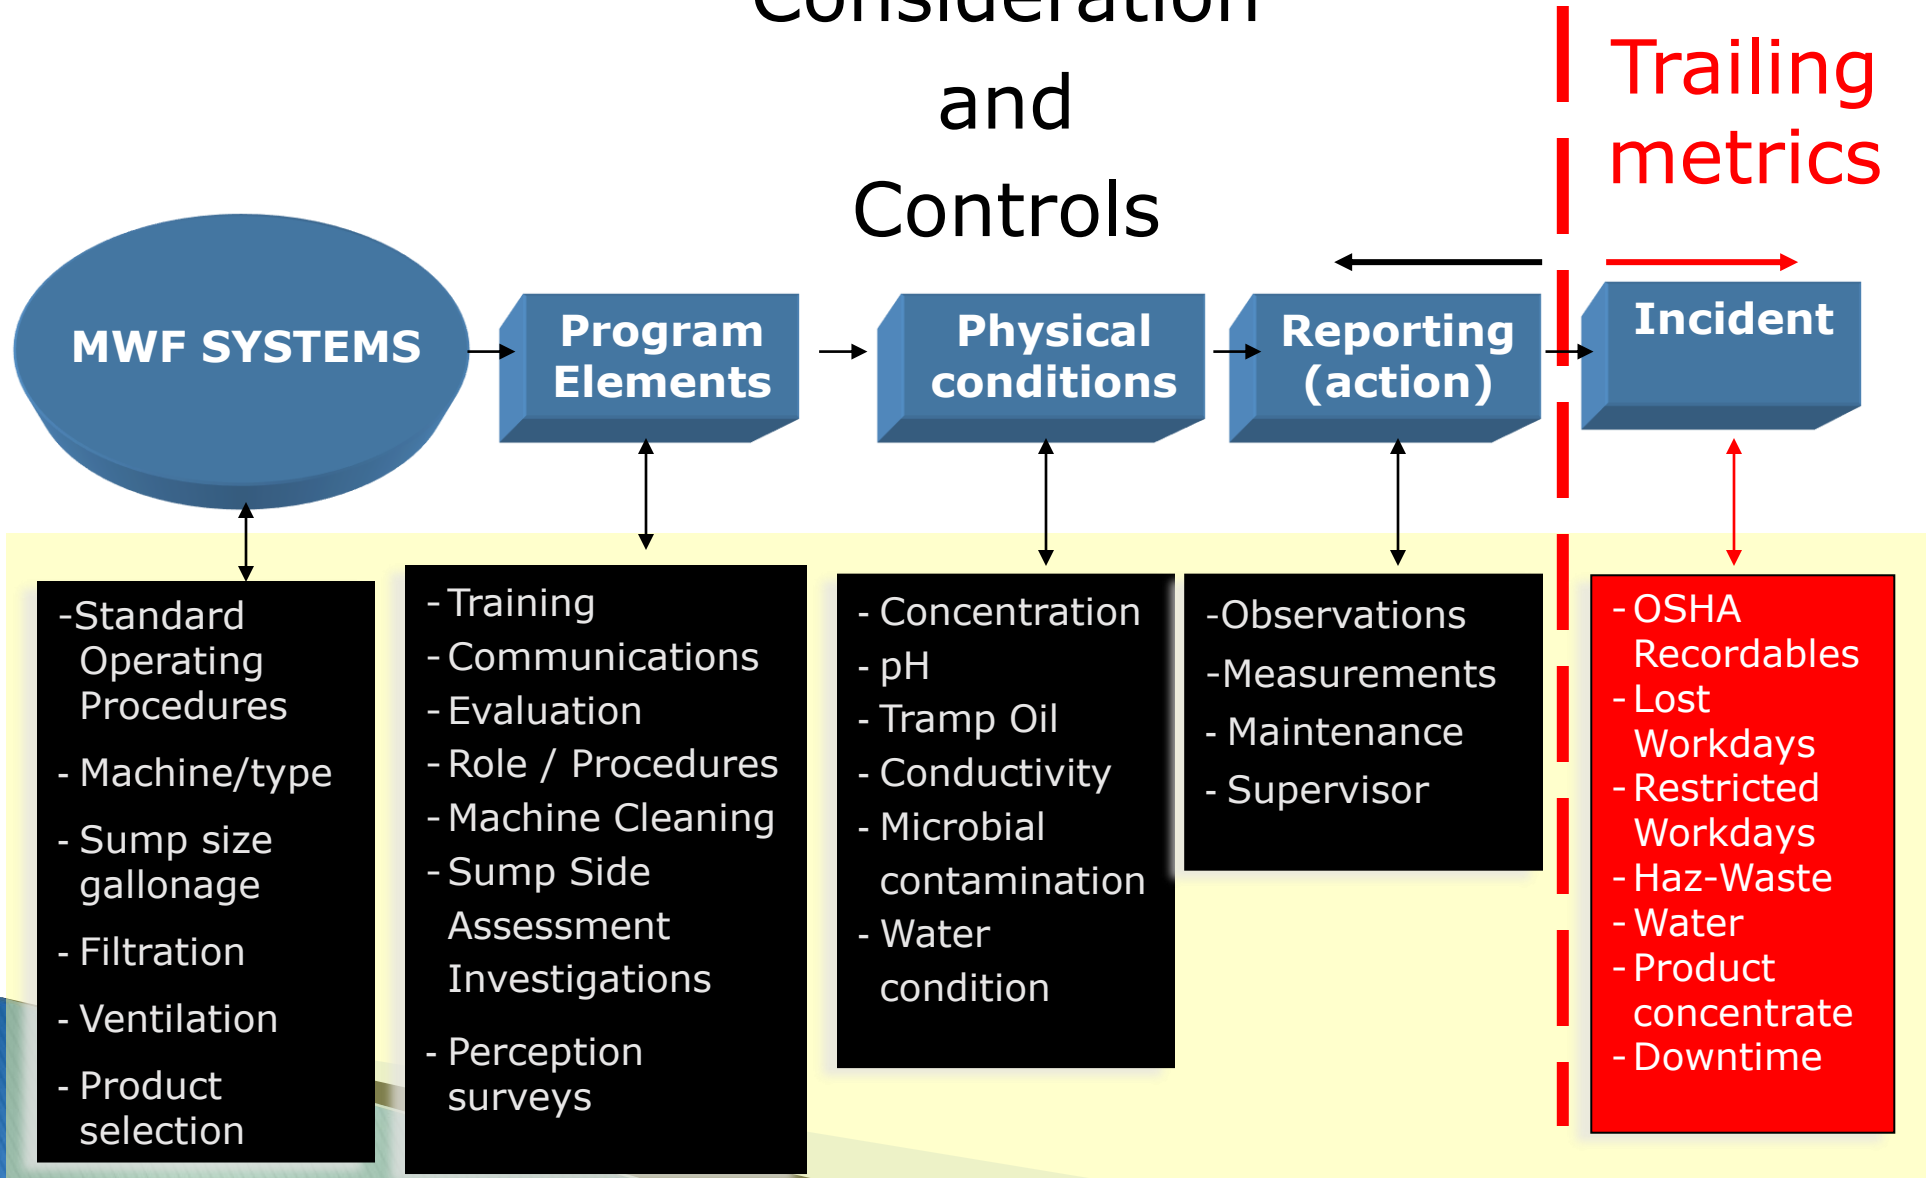 Consideration
and
Controls
Trailing
metrics
MWF SYSTEMS
Program
Elements
Physical
conditions
Reporting
(action)
Incident
-Standard
Operating
Procedures
- Machine/type
- Sump size
gallonage
- Filtration
- Ventilation
- Product
selection
- Training
- Communications
- Evaluation
- Role / Procedures
- Machine Cleaning
- Sump Side
Assessment
Investigations
- Perception
surveys
- Concentration
- pH
- Tramp Oil
- Conductivity
- Microbial
contamination
- Water
condition
-Observations
-Measurements
- Maintenance
- Supervisor
- OSHA
Recordables
- Lost
Workdays
- Restricted
Workdays
- Haz-Waste
- Water
- Product
concentrate
- Downtime